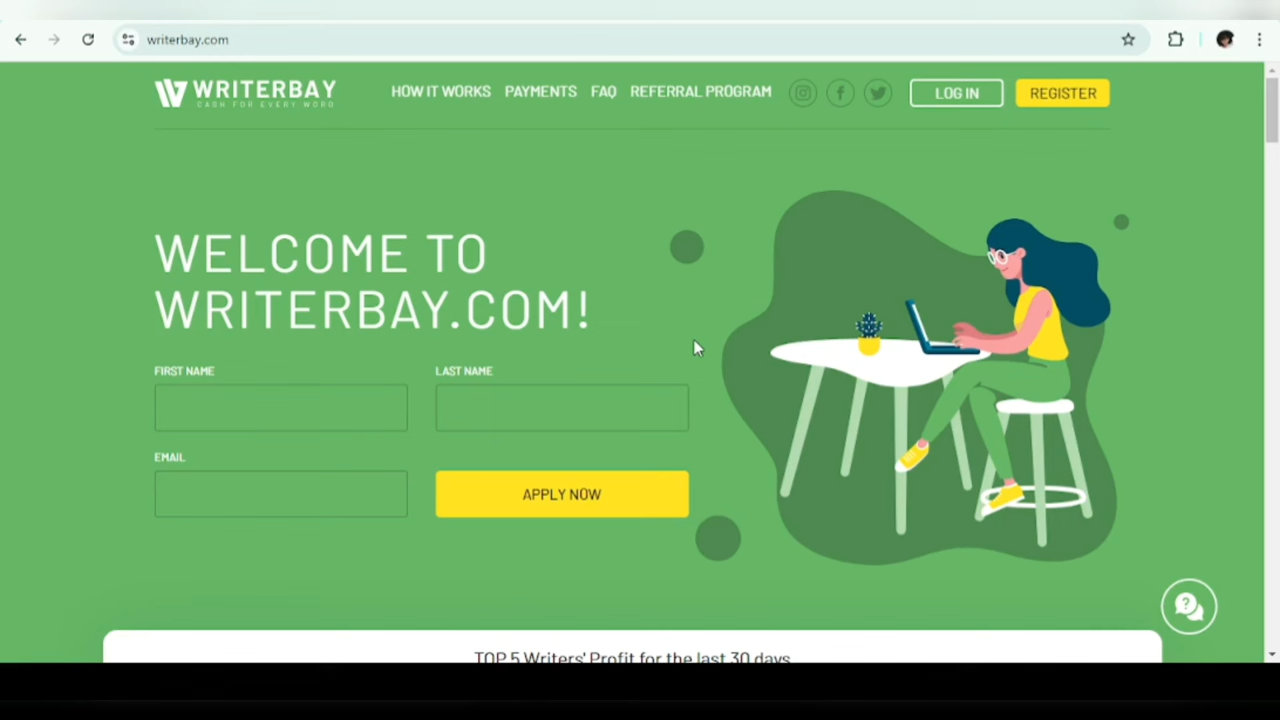 writerbay.com
WRITERBAY
CASH FOR EVERY WORD
HOW IT WORKS PAYMENTS FAQ REFERRAL PROGRAM
LOG IN
REGISTER
WELCOME TO
WRITERBAY.COM!
FIRST NAME LAST NAME
EMAIL
APPLY NOW
?
TOP 5 Writers' Profit for the last 30 days